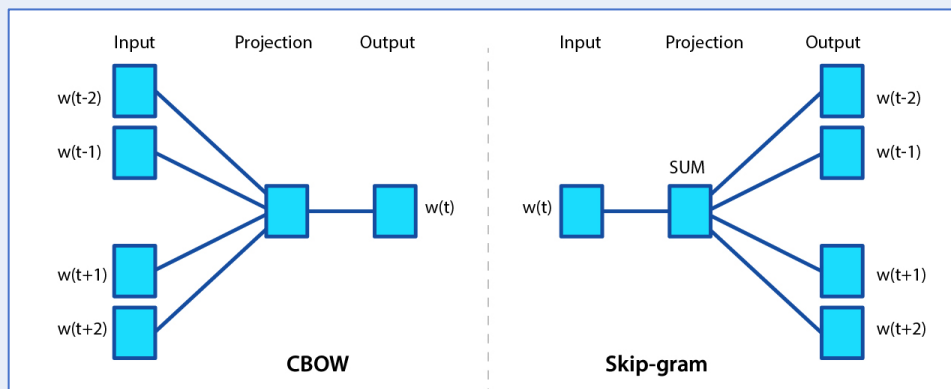 Input Projection Output
w(t-2)
w(t-1)
w(t)
w(t+1)
w(t+2)
CBOW
Input Projection Output
w(t-2)
w(t-1)
SUM
w(t)
w(t+1)
w(t+2)
Skip-gram